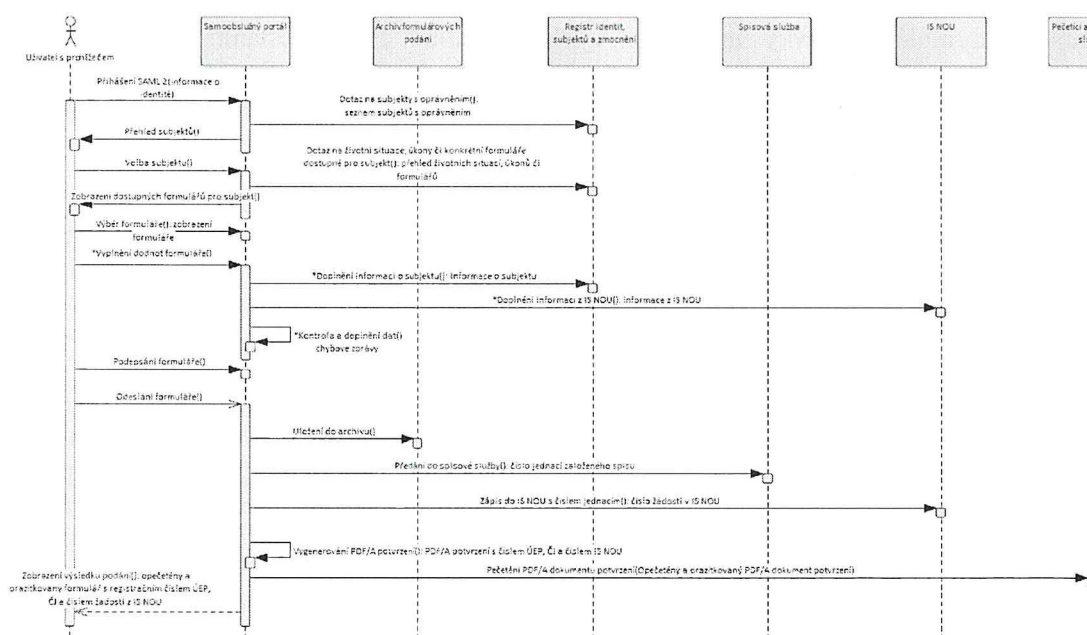 Samoobslužný portál
Archiv formulářových
podání
Registr identit,
subjektů a zmocnění
Spisová služba
IS NOU
Pečetící a
Uživatel s prohlížečem
Přihlášení SAML 2(informace o
identitě)
Dotaz na subjekty s oprávněním():
seznam subjektů s oprávněním
Přehled subjektů()
Dotaz na životní situace, úkony či konkrétní formuláře
dostupné pro subjekt(): přehled životních situací, úkonů či
formulářů
Volba subjektu()
Zobrazení dostupných formulářů pro subjekt()
Výběr formuláře(): zobrazení
formuláře
*Vyplnění hodnot formuláře()
*Doplnění informací o subjektu(): Informace o subjektu
*Doplnění informací z IS NOU(): informace z IS NOU
*Kontrola a doplnění dat()
chybové zprávy
Podepsání formuláře()
Odeslání formuláře()
Uložení do archivu()
Předání do spisové služby(): číslo jednací založeného spisu
Zápis do IS NOU s číslem jednacím(): číslo žádosti v IS NOU
Vygenerování PDF/A potvrzení(): PDF/A potvrzení s číslem ÚEP, ČJ a číslem IS NOU
Pečetění PDF/A dokumentu potvrzení(Opečetěný a orazítkovaný PDF/A dokument potvrzení)
Zobrazení výsledku podání(): opečetěný a
orazítkovaný formulář s registračním číslem ÚEP,
ČJ a číslem žádosti z IS NOU